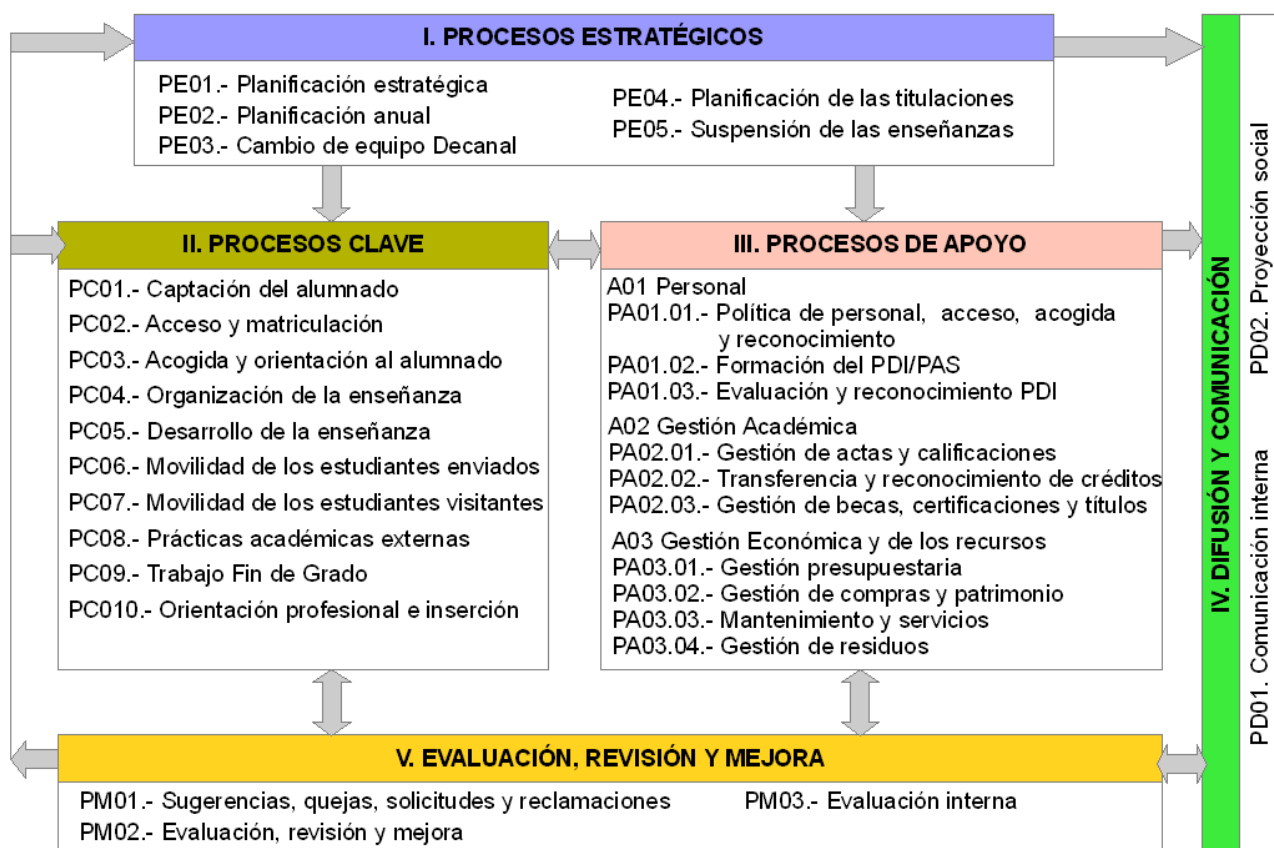 I. PROCESOS ESTRATÉGICOS
PE01.- Planificación estratégica
PE02.- Planificación anual
PE03.- Cambio de equipo Decanal
PE04.- Planificación de las titulaciones
PE05.- Suspensión de las enseñanzas
II. PROCESOS CLAVE
PC01.- Captación del alumnado
PC02.- Acceso y matriculación
PC03.- Acogida y orientación al alumnado
PC04.- Organización de la enseñanza
PC05.- Desarrollo de la enseñanza
PC06.- Movilidad de los estudiantes enviados
PC07.- Movilidad de los estudiantes visitantes
PC08.- Prácticas académicas externas
PC09.- Trabajo Fin de Grado
PC010.- Orientación profesional e inserción
III. PROCESOS DE APOYO
A01 Personal
PA01.01.- Política de personal, acceso, acogida
y reconocimiento
PA01.02.- Formación del PDI/PAS
PA01.03.- Evaluación y reconocimiento PDI
A02 Gestión Académica
PA02.01.- Gestión de actas y calificaciones
PA02.02.- Transferencia y reconocimiento de créditos
PA02.03.- Gestión de becas, certificaciones y títulos
A03 Gestión Económica y de los recursos
PA03.01.- Gestión presupuestaria
PA03.02.- Gestión de compras y patrimonio
PA03.03.- Mantenimiento y servicios
PA03.04.- Gestión de residuos
IV. DIFUSIÓN Y COMUNICACIÓN
PD01. Comunicación interna
PD02. Proyección social
V. EVALUACIÓN, REVISIÓN Y MEJORA
PM01.- Sugerencias, quejas, solicitudes y reclamaciones
PM02.- Evaluación, revisión y mejora
PM03.- Evaluación interna